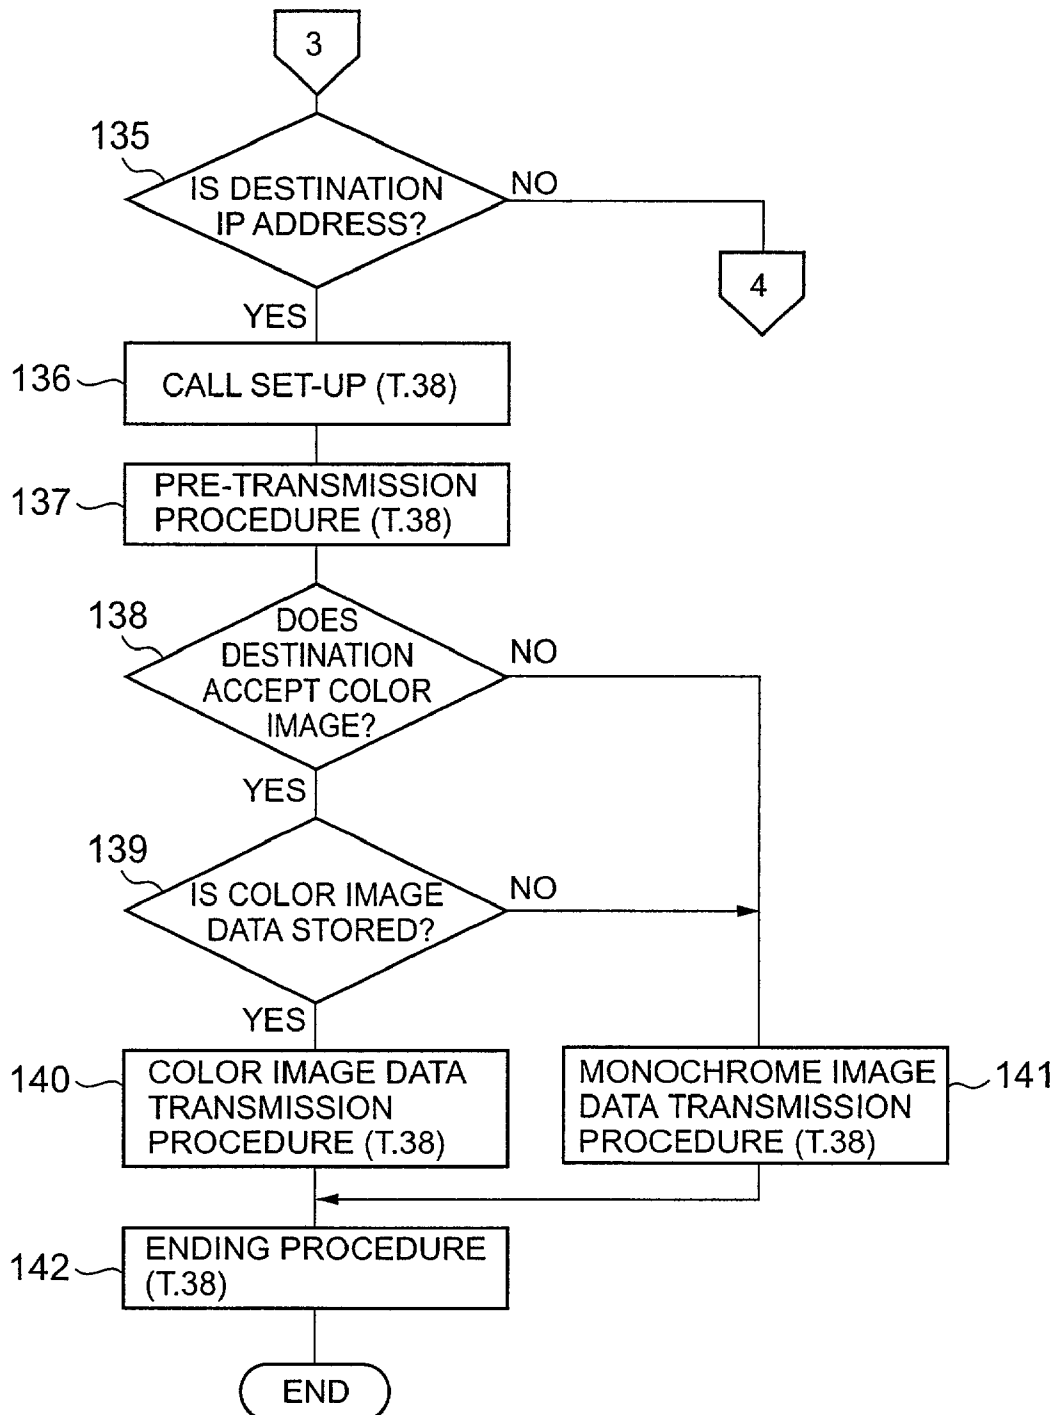 3
135
IS DESTINATION
IP ADDRESS?
NO
4
YES
136
CALL SET-UP (T.38)
137
PRE-TRANSMISSION
PROCEDURE (T.38)
138
DOES
DESTINATION
ACCEPT COLOR
IMAGE?
NO
YES
139
IS COLOR IMAGE
DATA STORED?
NO
YES
140
COLOR IMAGE DATA
TRANSMISSION
PROCEDURE (T.38)
MONOCHROME IMAGE
DATA TRANSMISSION
PROCEDURE (T.38)
141
142
ENDING PROCEDURE
(T.38)
END